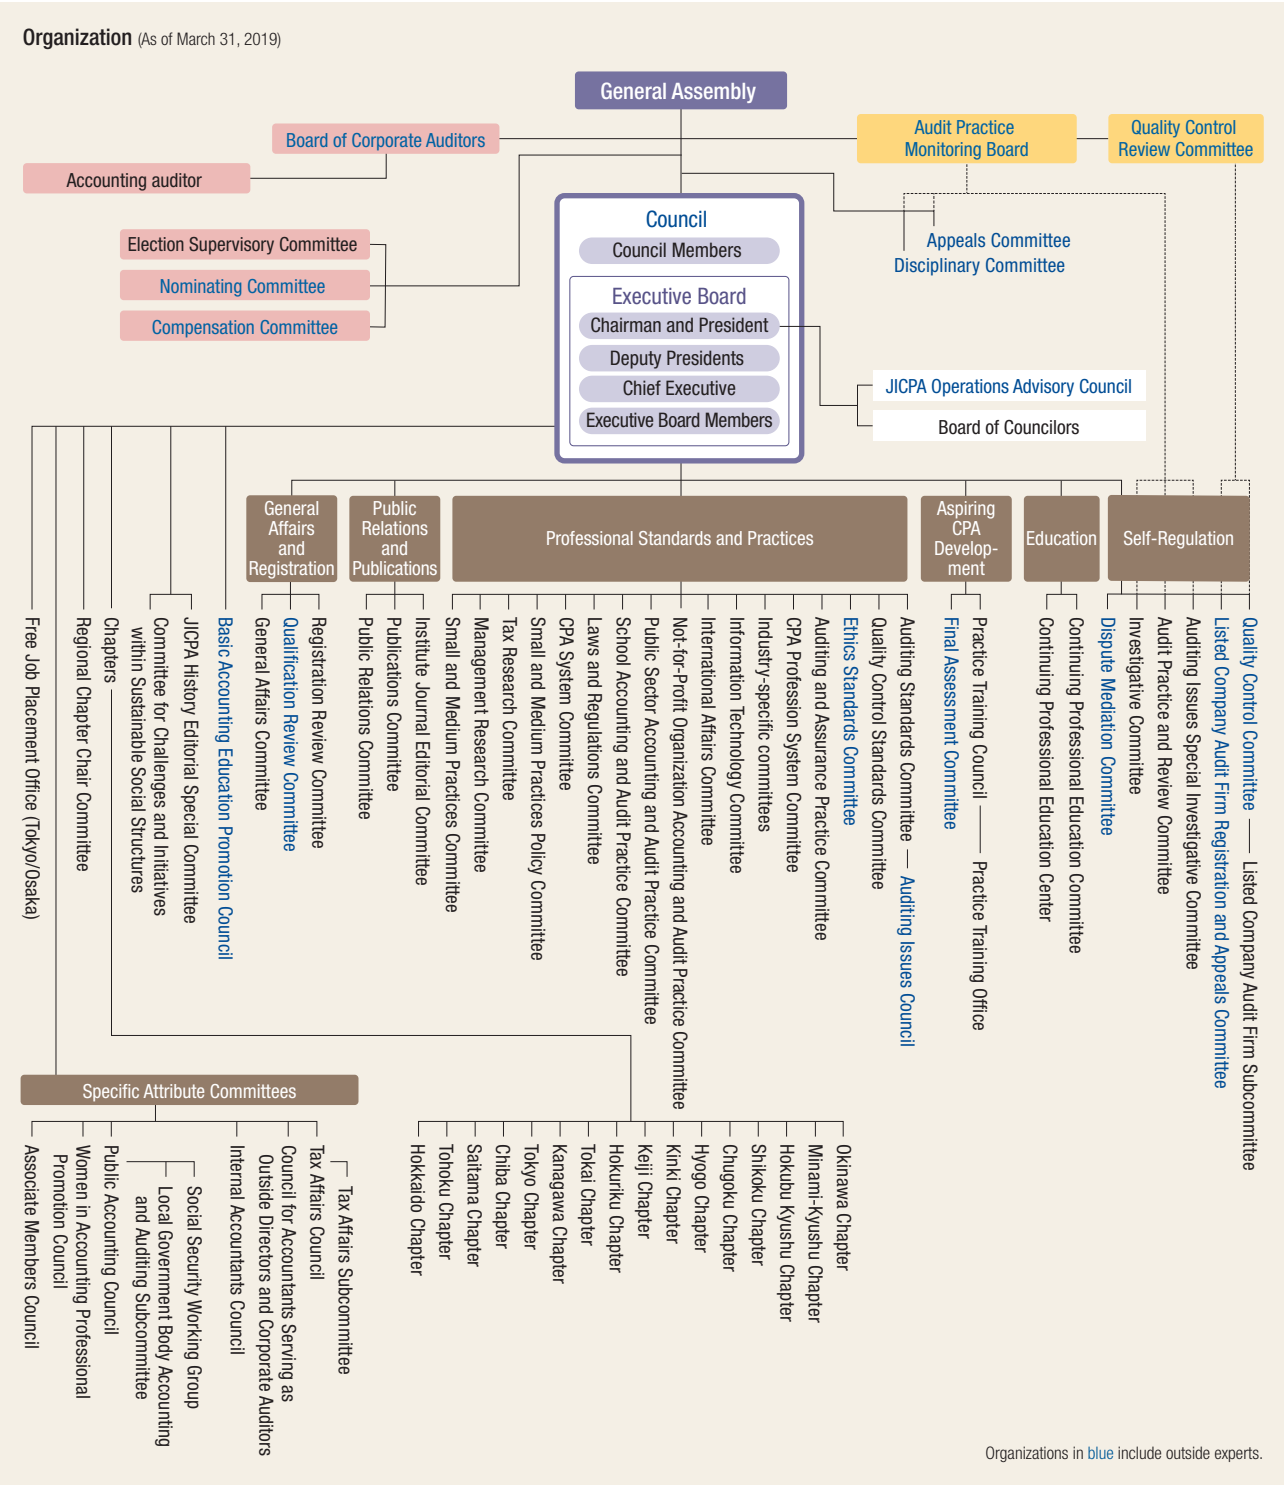 Organization (As of March 31, 2019)
General Assembly
Board of Corporate Auditors
Audit Practice
Monitoring Board
Quality Control
Review Committee
Accounting auditor
Council
Council Members
Election Supervisory Committee
Appeals Committee
Disciplinary Committee
Nominating Committee
Executive Board
Chairman and President
Compensation Committee
Deputy Presidents
Chief Executive
JICPA Operations Advisory Council
Executive Board Members
Board of Councilors
General
Affairs
and
Registration
Public
Relations
and
Publications
Professional Standards and Practices
Aspiring
CPA
Develop-
ment
Education
Self-Regulation
Free Job Placement Office (Tokyo/Osaka)
Regional Chapter Chair Committee
Chapters
Committee for Challenges and Initiatives
within Sustainable Social Structures
JICPA History Editorial Special Committee
Basic Accounting Education Promotion Council
General Affairs Committee
Qualification Review Committee
Registration Review Committee
Public Relations Committee
Publications Committee
Institute Journal Editorial Committee
Small and Medium Practices Committee
Management Research Committee
Tax Research Committee
Small and Medium Practices Policy Committee
CPA System Committee
Laws and Regulations Committee
School Accounting and Audit Practice Committee
Public Sector Accounting and Audit Practice Committee
Not-for-Profit Organization Accounting and Audit Practice Committee
International Affairs Committee
Information Technology Committee
Industry-specific committees
CPA Profession System Committee
Auditing and Assurance Practice Committee
Ethics Standards Committee
Quality Control Standards Committee
Auditing Standards Committee
Auditing Issues Council
Final Assessment Committee
Practice Training Council
Practice Training Office
Continuing Professional Education Center
Continuing Professional Education Committee
Dispute Mediation Committee
Investigative Committee
Audit Practice and Review Committee
Auditing Issues Special Investigative Committee
Listed Company Audit Firm Registration and Appeals Committee
Quality Control Committee
Listed Company Audit Firm Subcommittee
Specific Attribute Committees
Associate Members Council
Women in Accounting Professional
Promotion Council
Public Accounting Council
Local Government Body Accounting
and Auditing Subcommittee
Social Security Working Group
Internal Accountants Council
Council for Accountants Serving as
Outside Directors and Corporate Auditors
Tax Affairs Council
Tax Affairs Subcommittee
Hokkaido Chapter
Tohoku Chapter
Saitama Chapter
Chiba Chapter
Tokyo Chapter
Kanagawa Chapter
Tokai Chapter
Hokuriku Chapter
Keiji Chapter
Kinki Chapter
Hyogo Chapter
Chugoku Chapter
Shikoku Chapter
Hokubu Kyushu Chapter
Minami-Kyushu Chapter
Okinawa Chapter
Organizations in blue include outside experts.